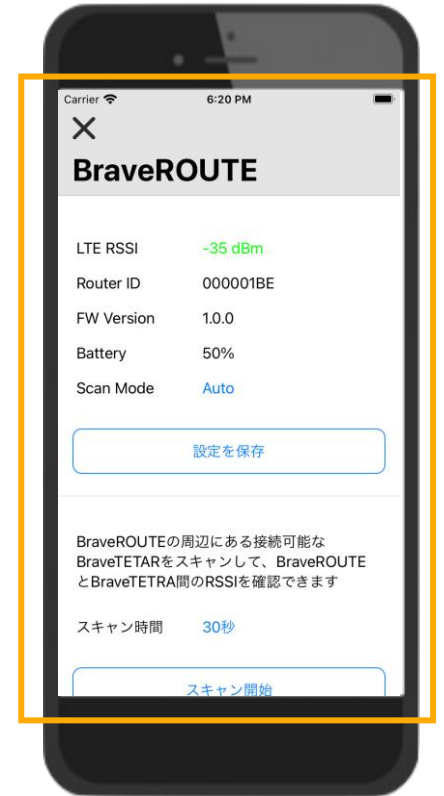 Carrier 6:20 PM
BraveROUTE
LTE RSSI -35 dBm
Router ID 000001BE
FW Version 1.0.0
Battery 50%
Scan Mode Auto
設定を保存
BraveROUTEの周辺にある接続可能な
BraveTETARをスキャンして、BraveROUTE
とBraveTETRA間のRSSIを確認できます
スキャン時間 30秒
スキャン開始